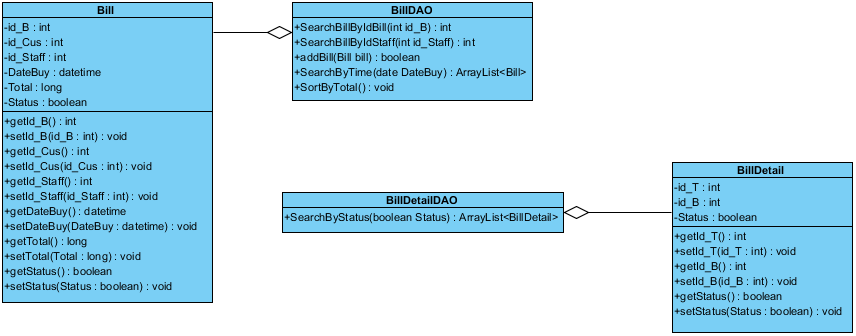 Bill
-id_B : int
-id_Cus : int
-id_Staff : int
-DateBuy : datetime
-Total : long
-Status : boolean
+getId_B() : int
+setId_B(id_B : int) : void
+getId_Cus() : int
+setId_Cus(id_Cus : int) : void
+getId_Staff() : int
+setId_Staff(id_Staff : int) : void
+getDateBuy() : datetime
+setDateBuy(DateBuy : datetime) : void
+getTotal() : long
+setTotal(Total : long) : void
+getStatus() : boolean
+setStatus(Status : boolean) : void
BillDAO
+SearchBillByIdBill(int id_B) : int
+SearchBillByIdStaff(int id_Staff) : int
+addBill(Bill bill) : boolean
+SearchByTime(date DateBuy) : ArrayList<Bill>
+SortByTotal() : void
BillDetailDAO
+SearchByStatus(boolean Status) : ArrayList<BillDetail>
BillDetail
-id_T : int
-id_B : int
-Status : boolean
+getId_T() : int
+setId_T(id_T : int) : void
+getId_B() : int
+setId_B(id_B : int) : void
+getStatus() : boolean
+setStatus(Status : boolean) : void